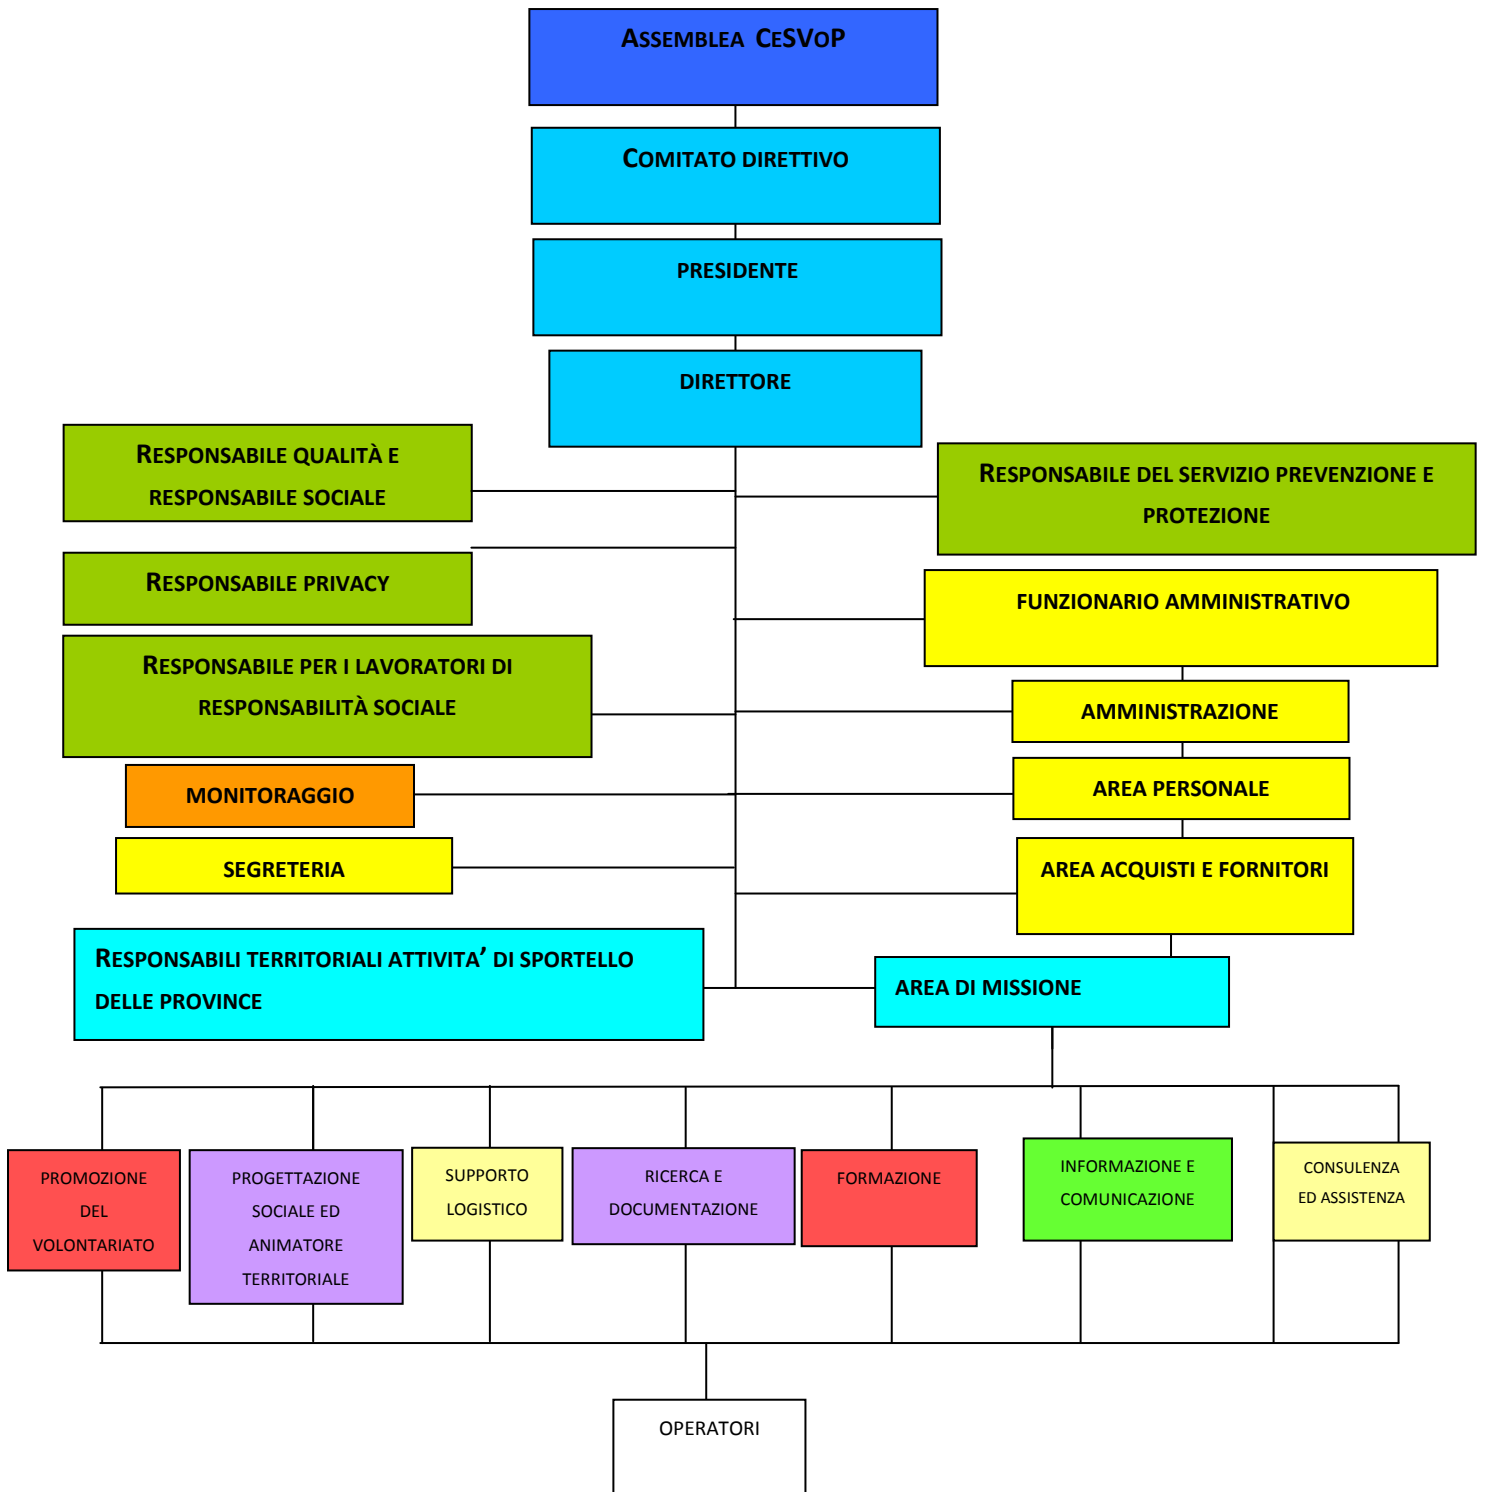 ASSEMBLEA CESVOP
COMITATO DIRETTIVO
PRESIDENTE
DIRETTORE
RESPONSABILE QUALITÀ E
RESPONSABILE SOCIALE
RESPONSABILE DEL SERVIZIO PREVENZIONE E
PROTEZIONE
RESPONSABILE PRIVACY
FUNZIONARIO AMMINISTRATIVO
RESPONSABILE PER I LAVORATORI DI
RESPONSABILITÀ SOCIALE
AMMINISTRAZIONE
MONITORAGGIO
AREA PERSONALE
SEGRETERIA
AREA ACQUISTI E FORNITORI
RESPONSABILI TERRITORIALI ATTIVITA' DI SPORTELLO
DELLE PROVINCE
AREA DI MISSIONE
PROMOZIONE
DEL
VOLONTARIATO
PROGETTAZIONE
SOCIALE ED
ANIMATORE
TERRITORIALE
SUPPORTO
LOGISTICO
RICERCA E
DOCUMENTAZIONE
FORMAZIONE
INFORMAZIONE E
COMUNICAZIONE
CONSULENZA
ED ASSISTENZA
OPERATORI